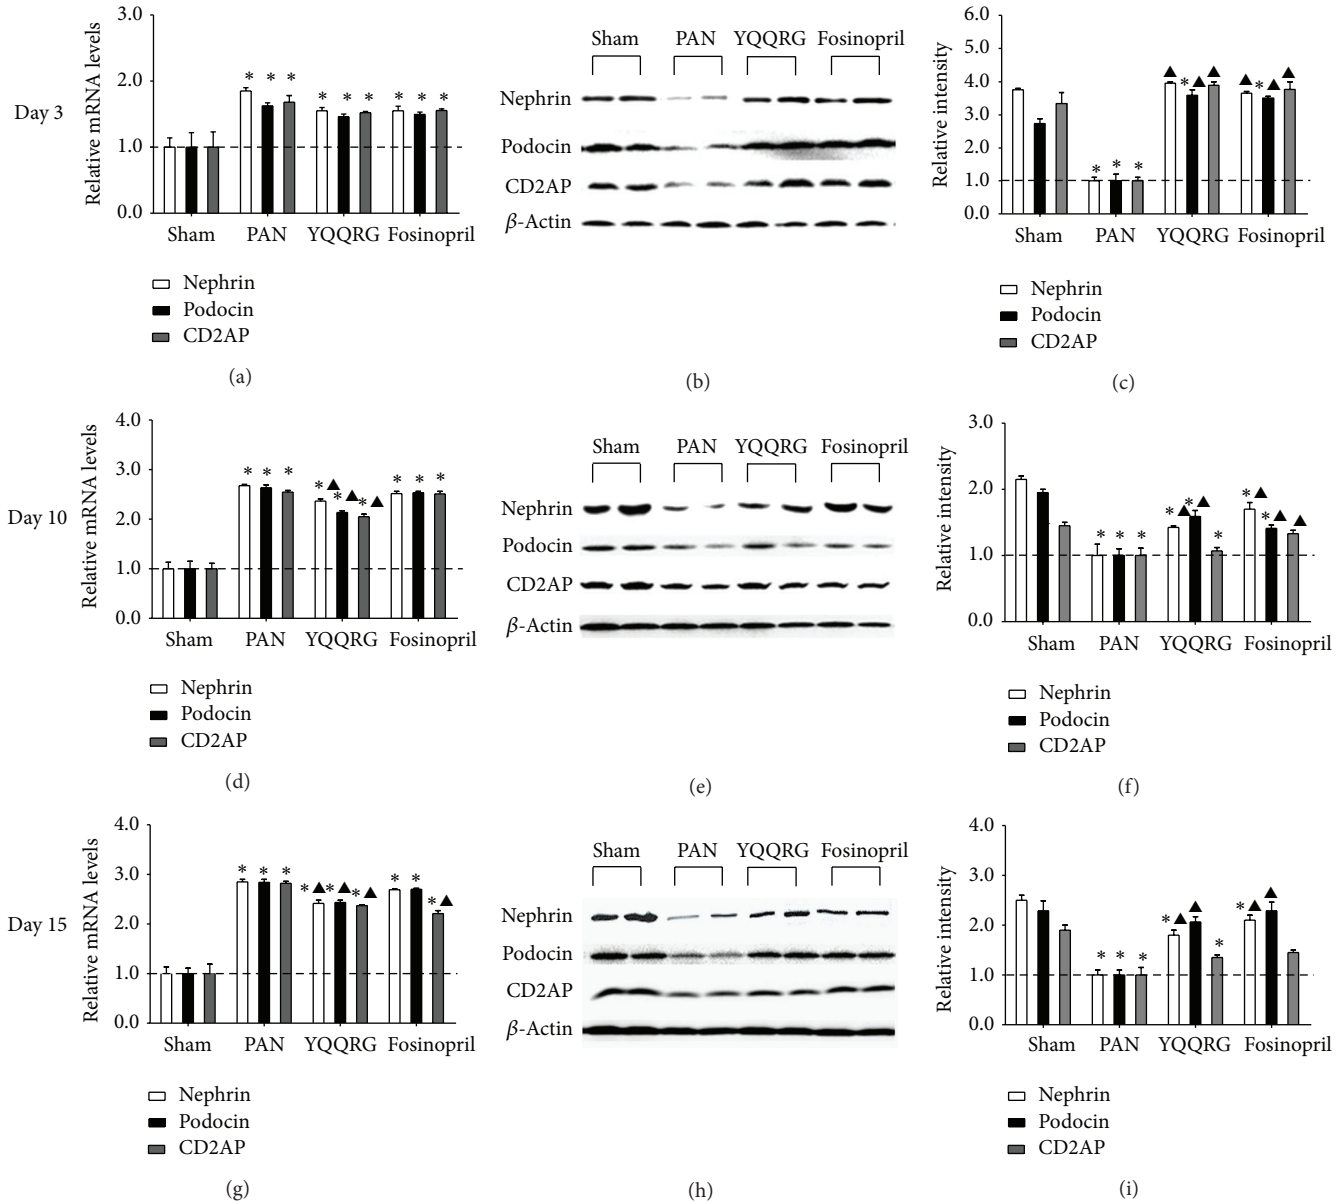 Day 3
Relative mRNA levels
3.0
2.0
1.0
0.0
* * *
* * *
* * *
Sham PAN YQQRG Fosinopril
Nephrin
Podocin
CD2AP
(a)
Sham PAN YQQRG Fosinopril
Nephrin
Podocin
CD2AP
β-Actin
(b)
Relative intensity
6.0
5.0
4.0
3.0
2.0
1.0
0.0
* * *
▲ *▲ ▲
▲ *▲ ▲
Sham PAN YQQRG Fosinopril
Nephrin
Podocin
CD2AP
(c)
Day 10
Relative mRNA levels
4.0
3.0
2.0
1.0
0.0
* * *
*▲ *▲ *▲
* * *
Sham PAN YQQRG Fosinopril
Nephrin
Podocin
CD2AP
(d)
Sham PAN YQQRG Fosinopril
Nephrin
Podocin
CD2AP
β-Actin
(e)
Relative intensity
3.0
2.0
1.0
0.0
* * *
*▲ *▲ *
*▲ *▲ ▲
Sham PAN YQQRG Fosinopril
Nephrin
Podocin
CD2AP
(f)
Day 15
Relative mRNA levels
4.0
3.0
2.0
1.0
0.0
* * *
*▲ *▲ *▲
* * *▲
Sham PAN YQQRG Fosinopril
Nephrin
Podocin
CD2AP
(g)
Sham PAN YQQRG Fosinopril
Nephrin
Podocin
CD2AP
β-Actin
(h)
Relative intensity
4.0
3.0
2.0
1.0
0.0
* * *
*▲ ▲ *
*▲ ▲
Sham PAN YQQRG Fosinopril
Nephrin
Podocin
CD2AP
(i)